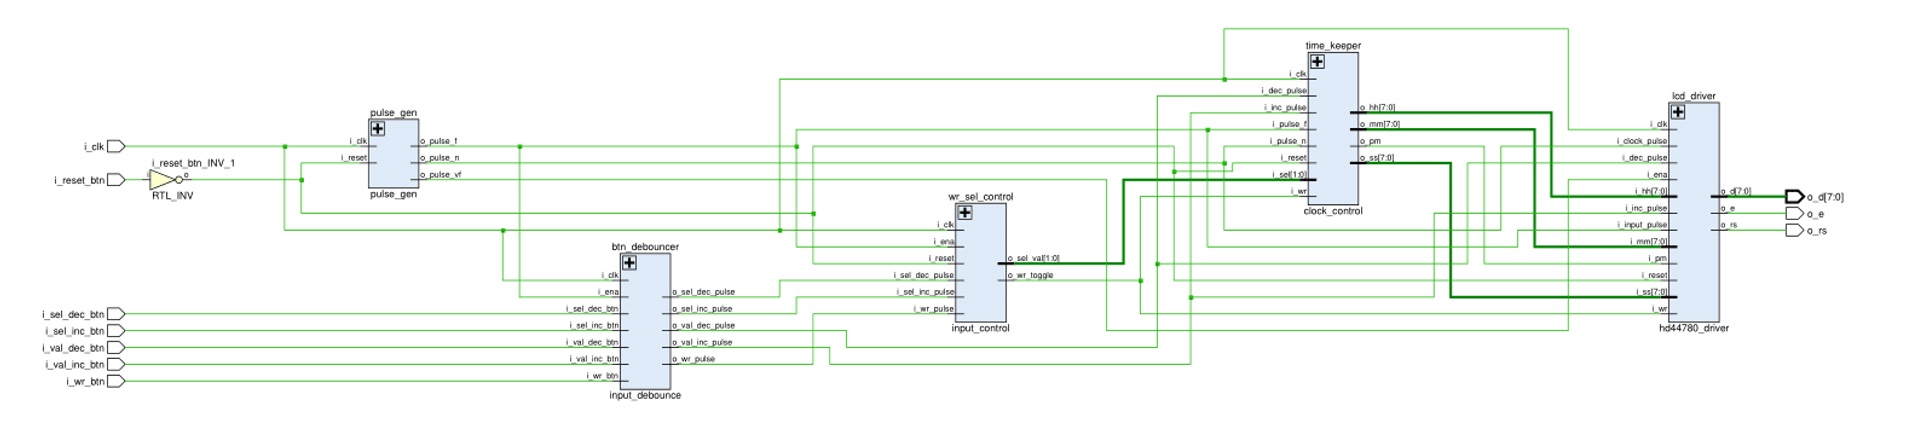 i_clk
i_reset_btn
i_sel_dec_btn
i_sel_inc_btn
i_val_dec_btn
i_val_inc_btn
i_wr_btn
i_reset_btn_INV_1
i
o
RTL_INV
pulse_gen
i_clk
i_reset
o_pulse_f
o_pulse_n
o_pulse_vf
pulse_gen
btn_debouncer
i_clk
i_ena
i_sel_dec_btn
i_sel_inc_btn
i_val_dec_btn
i_val_inc_btn
i_wr_btn
o_sel_dec_pulse
o_sel_inc_pulse
o_val_dec_pulse
o_val_inc_pulse
o_wr_pulse
input_debounce
wr_sel_control
i_clk
i_ena
i_reset
i_sel_dec_pulse
i_sel_inc_pulse
i_wr_pulse
o_sel_val[1:0]
o_wr_toggle
input_control
time_keeper
i_clk
i_dec_pulse
i_inc_pulse
i_pulse_f
i_pulse_n
i_reset
i_sel[1:0]
i_wr
o_hh[7:0]
o_mm[7:0]
o_pm
o_ss[7:0]
clock_control
lcd_driver
i_clk
i_clock_pulse
i_dec_pulse
i_ena
i_hh[7:0]
i_inc_pulse
i_input_pulse
i_mm[7:0]
i_pm
i_reset
i_ss[7:0]
i_wr
o_d[7:0]
o_e
o_rs
hd44780_driver
o_d[7:0]
o_e
o_rs